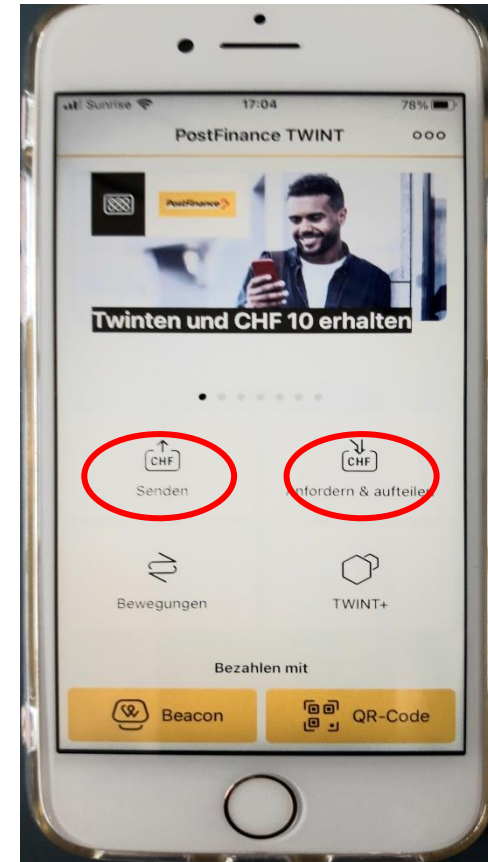 Sunrise 17:04 78%
PostFinance TWINT
PostFinance
Twinten und CHF 10 erhalten
CHF CHF
Senden Anfordern & aufteilen
Bewegungen TWINT+
Bezahlen mit
Beacon QR-Code